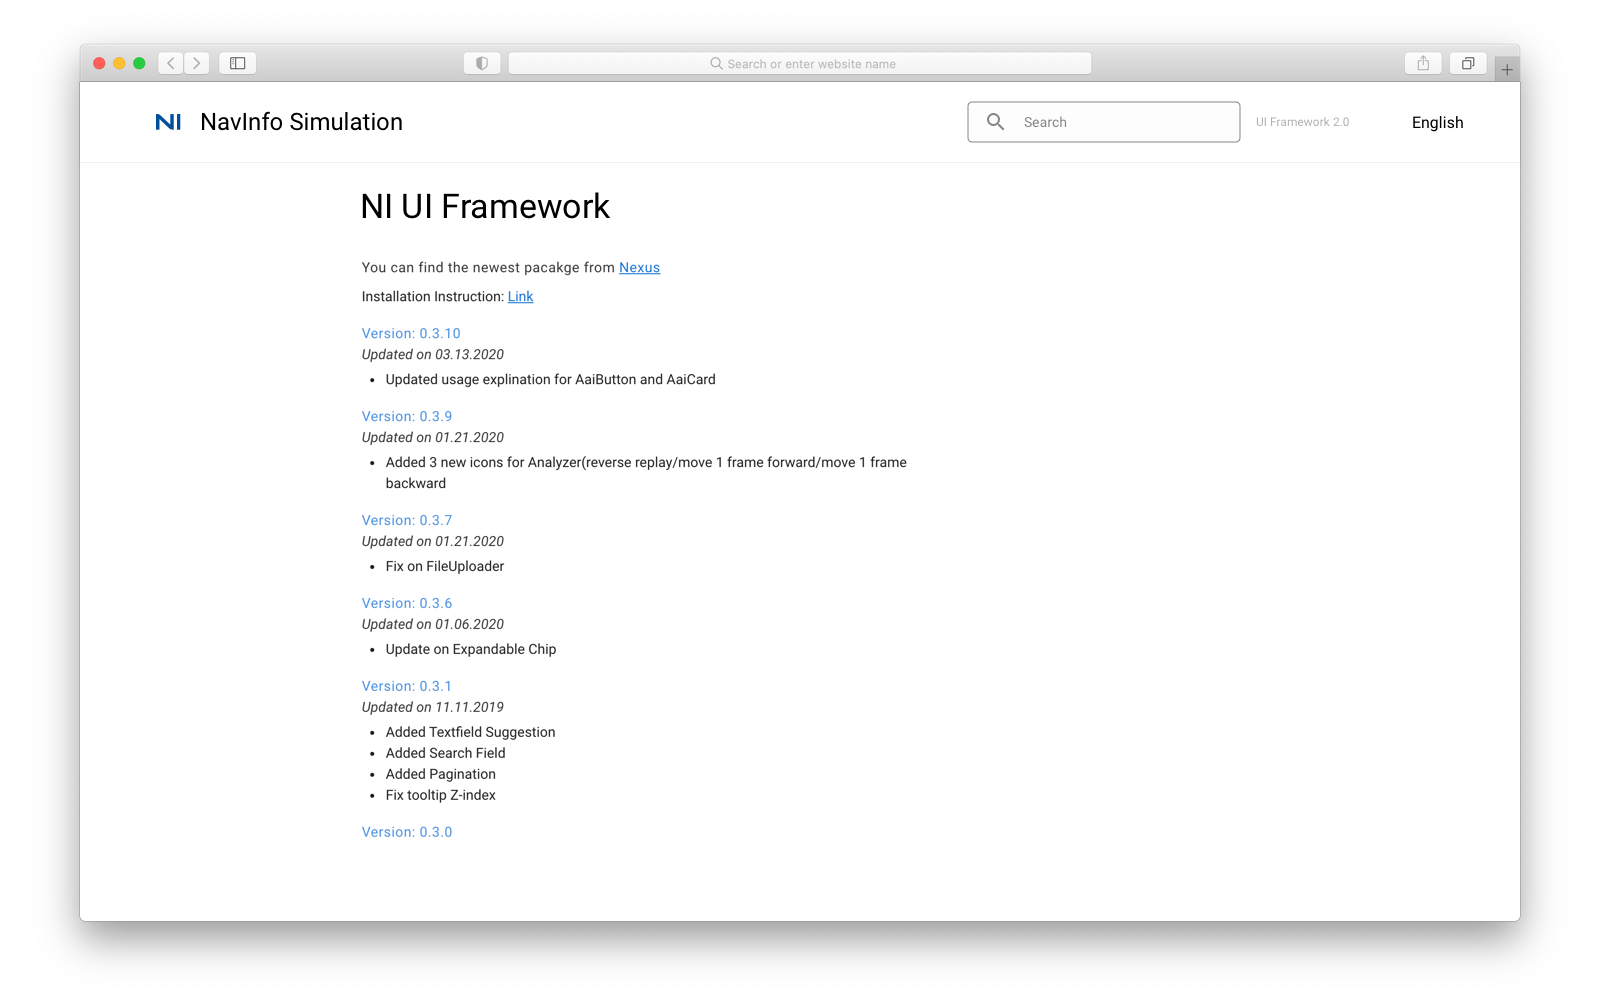 Search or enter website name
NI NavInfo Simulation
Search
UI Framework 2.0
English
NI UI Framework
You can find the newest pacakge from Nexus
Installation Instruction: Link
Version: 0.3.10
Updated on 03.13.2020
• Updated usage explination for AaiButton and AaiCard
Version: 0.3.9
Updated on 01.21.2020
• Added 3 new icons for Analyzer(reverse replay/move 1 frame forward/move 1 frame
backward
Version: 0.3.7
Updated on 01.21.2020
• Fix on FileUploader
Version: 0.3.6
Updated on 01.06.2020
• Update on Expandable Chip
Version: 0.3.1
Updated on 11.11.2019
• Added Textfield Suggestion
• Added Search Field
• Added Pagination
• Fix tooltip Z-index
Version: 0.3.0